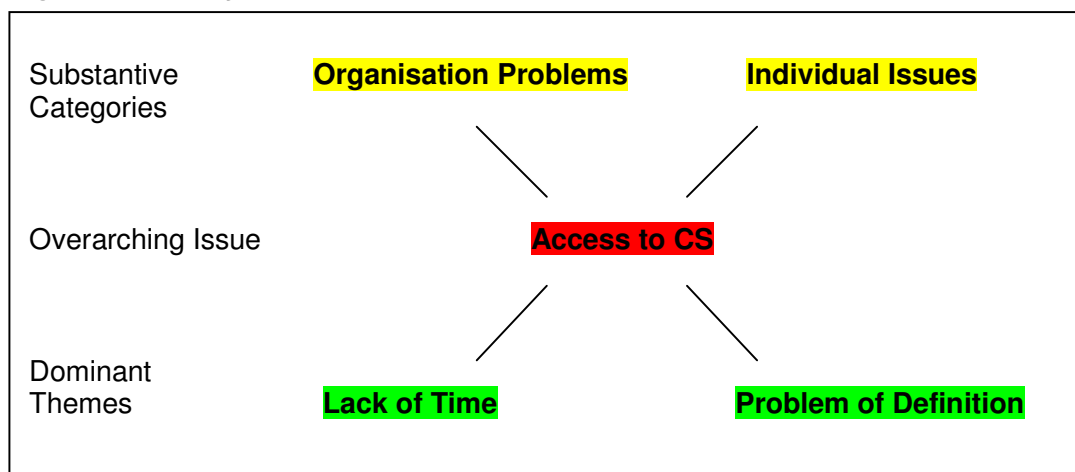 Substantive Categories
Organisation Problems
Individual Issues
Overarching Issue
Access to CS
Dominant Themes
Lack of Time
Problem of Definition